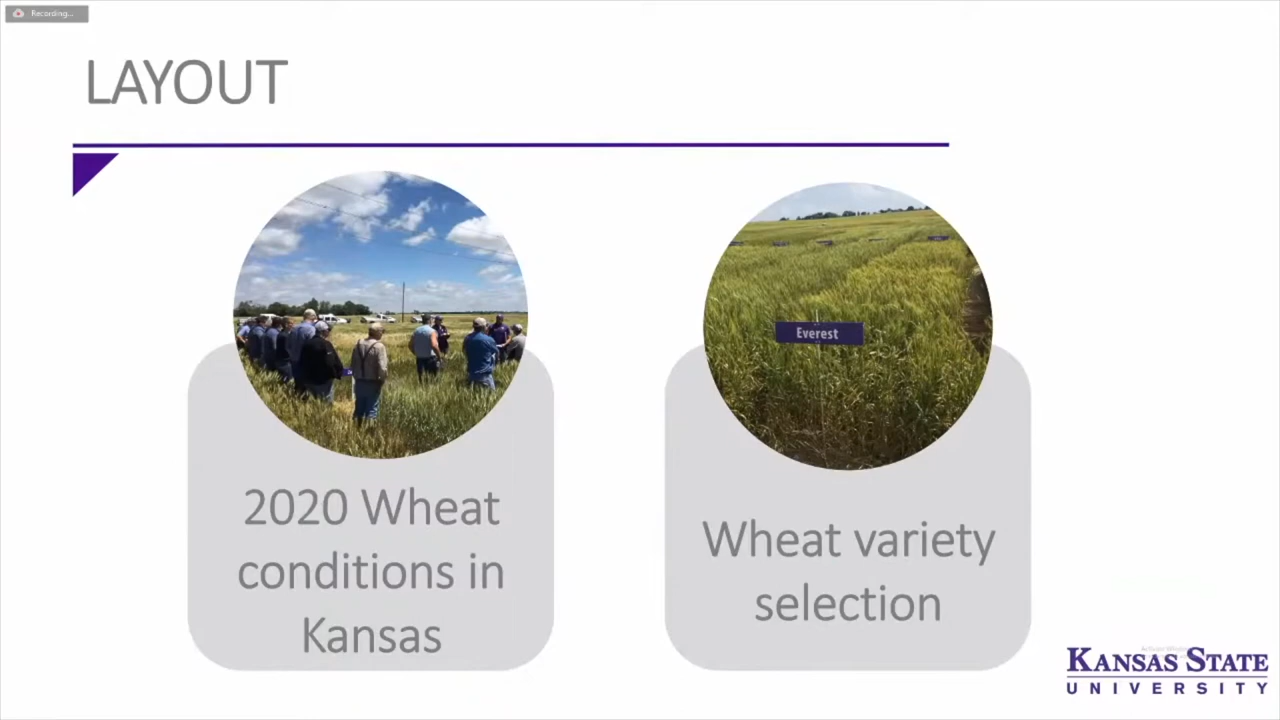 Recording...
LAYOUT
Everest
2020 Wheat
conditions in
Kansas
Wheat variety
selection
KANSAS STATE
UNIVERSITY